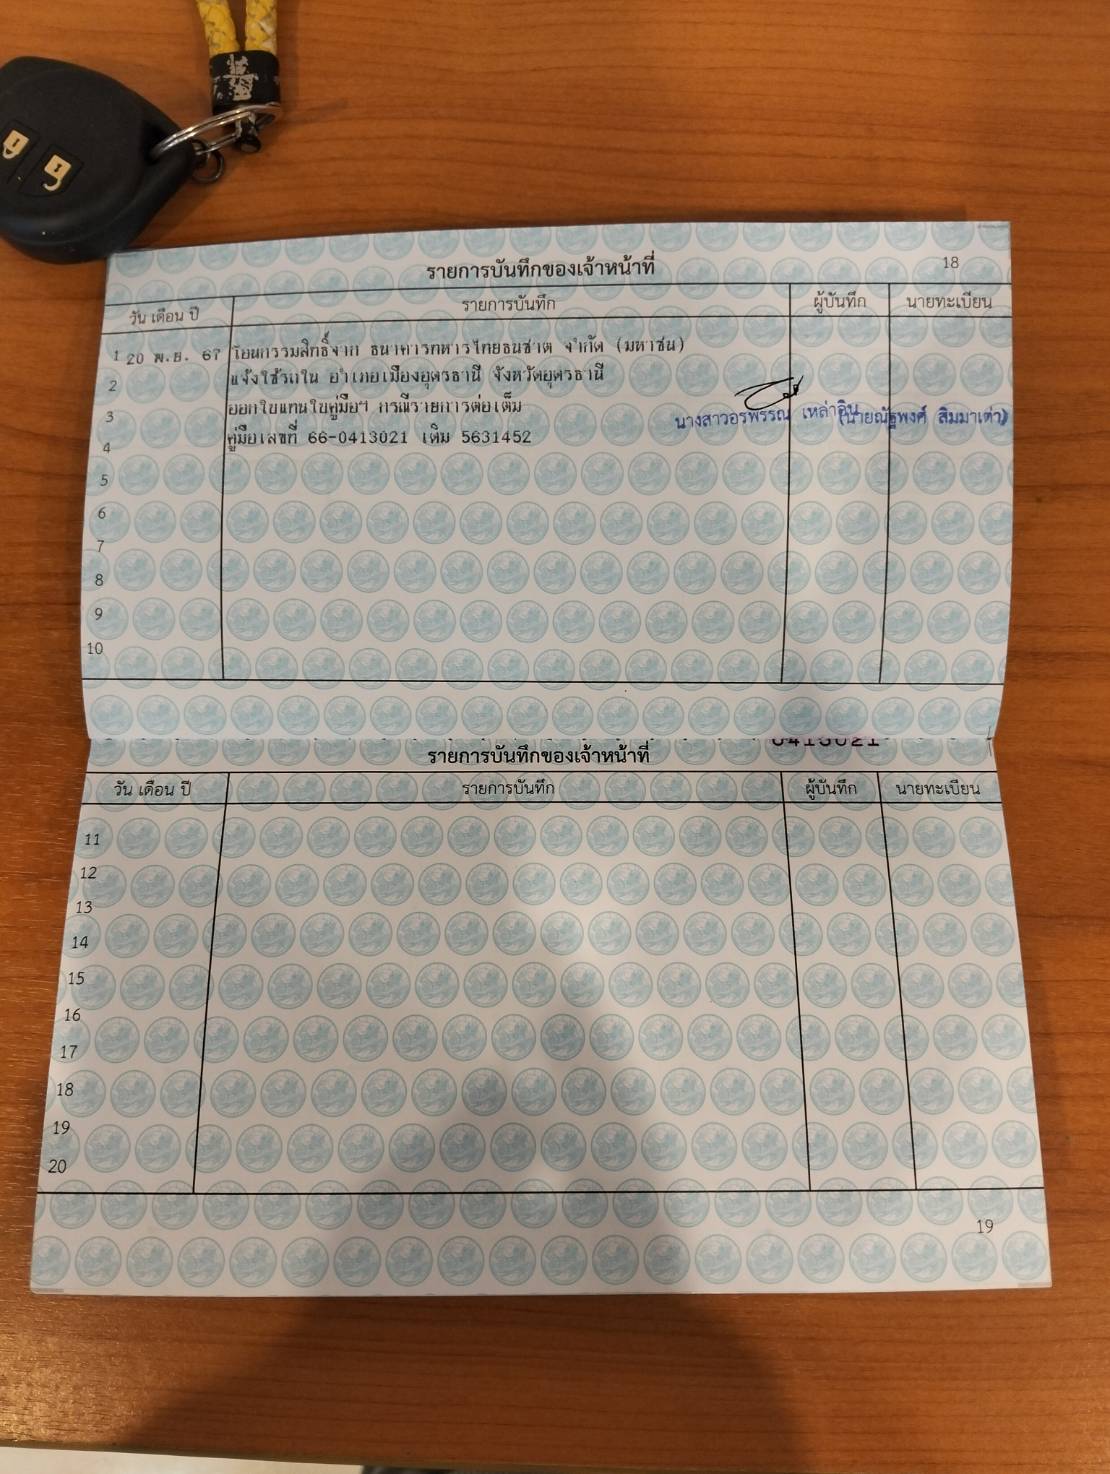 18
รายการบันทึกของเจ้าหน้าที่
วัน เดือน ปี รายการบันทึก ผู้บันทึก นายทะเบียน
1 20 พ.ย. 67 โอนกรรมสิทธิ์จาก ธนาคารทหารไทยธนชาต จำกัด (มหาชน)
2 แจ้งใช้รถใน อำเภอเมืองอุดรธานี จังหวัดอุดรธานี
3 ออกใบแทนใบคู่มือฯ กรณีรายการต่อเต็ม
นางสาวอรพรรณ เหล่าอิน (นายณัฐพงศ์ สิมมาเต่า)
4 คู่มือเลขที่ 66-0413021 เดิม 5631452
5
6
7
8
9
10
0413021
รายการบันทึกของเจ้าหน้าที่
วัน เดือน ปี รายการบันทึก ผู้บันทึก นายทะเบียน
11
12
13
14
15
16
17
18
19
20
19